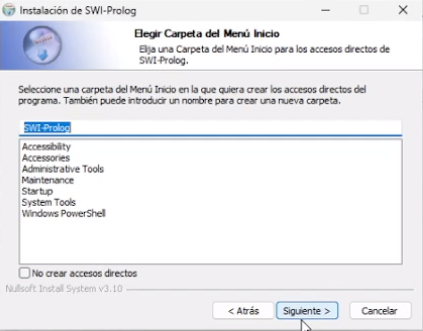 Instalación de SWI-Prolog
Elegir Carpeta del Menú Inicio
Elija una Carpeta del Menú Inicio para los accesos directos de
SWI-Prolog.
Seleccione una carpeta del Menú Inicio en la que quiera crear los accesos directos del
programa. También puede introducir un nombre para crear una nueva carpeta.
SWI-Prolog
Accessibility
Accessories
Administrative Tools
Maintenance
Startup
System Tools
Windows PowerShell
No crear accesos directos
Nullsoft Install System v3.10
< Atrás Siguiente > Cancelar